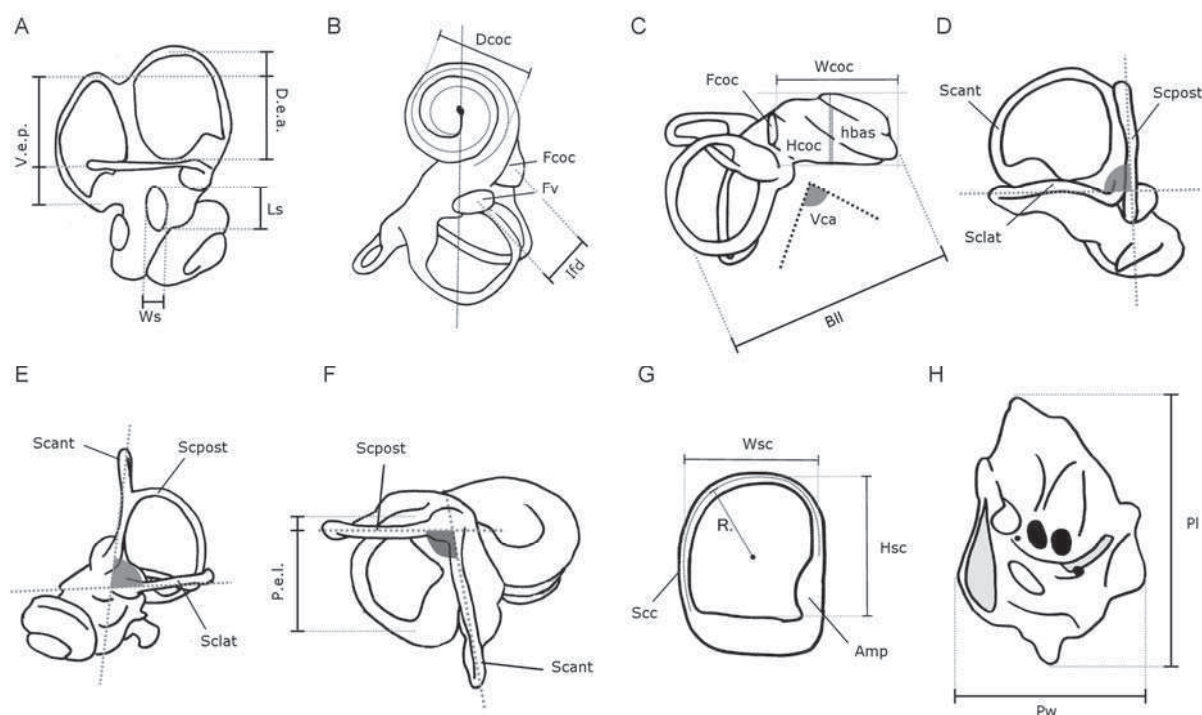 A
V.e.p.
D.e.a.
Ls
Ws
B
Dcoc
Fcoc
Fv
Ifd
C
Wcoc
Fcoc
Hcoc
hbas
Vca
Bll
D
Scant
Scpost
Sclat
E
Scant
Scpost
Sclat
F
Scpost
P.e.l.
Scant
G
Wsc
R.
Hsc
Scc
Amp
H
Pl
Pw